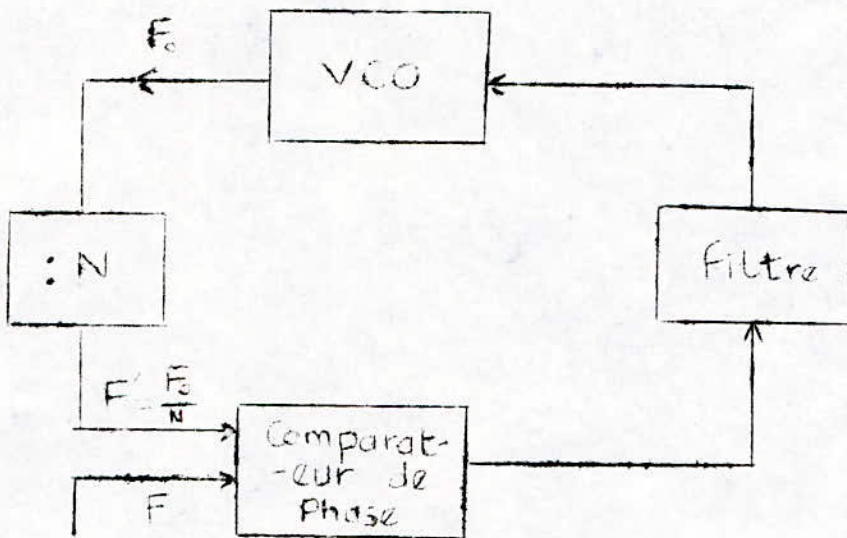 F₀
VCO
: N
Filtre
F' = F₀/N
F
Comparat-
-eur de
Phase